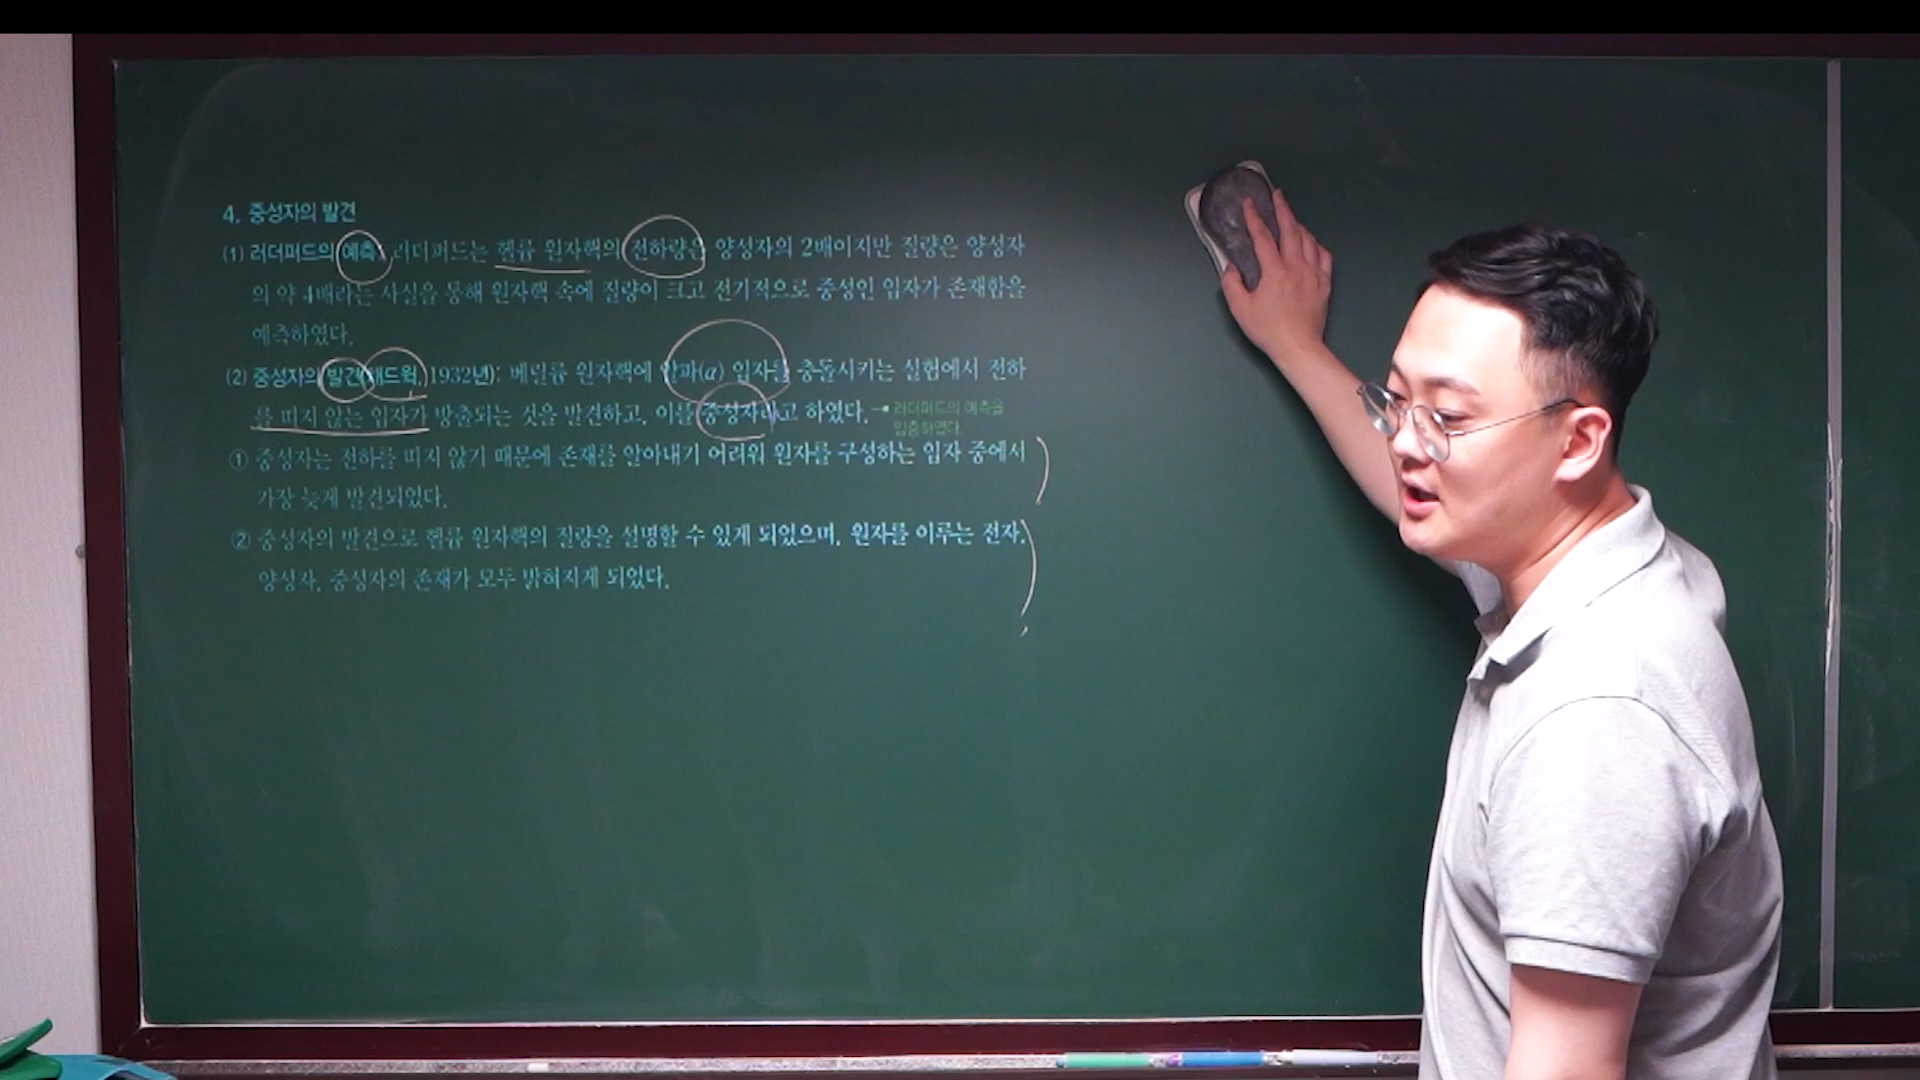 4. 중성자의 발견
(1) 러더퍼드의 예측: 러더퍼드는 헬륨 원자핵의 전하량은 양성자의 2배이지만 질량은 양성자
의 약 4배라는 사실을 통해 원자핵 속에 질량이 크고 전기적으로 중성인 입자가 존재함을
예측하였다.
(2) 중성자의 발견(채드윅, 1932년): 베릴륨 원자핵에 알파(α) 입자를 충돌시키는 실험에서 전하
를 띠지 않는 입자가 방출되는 것을 발견하고, 이를 중성자라고 하였다. → 러더퍼드의 예측을
입증하였다.
① 중성자는 전하를 띠지 않기 때문에 존재를 알아내기 어려워 원자를 구성하는 입자 중에서
가장 늦게 발견되었다.
② 중성자의 발견으로 헬륨 원자핵의 질량을 설명할 수 있게 되었으며, 원자를 이루는 전자,
양성자, 중성자의 존재가 모두 밝혀지게 되었다.